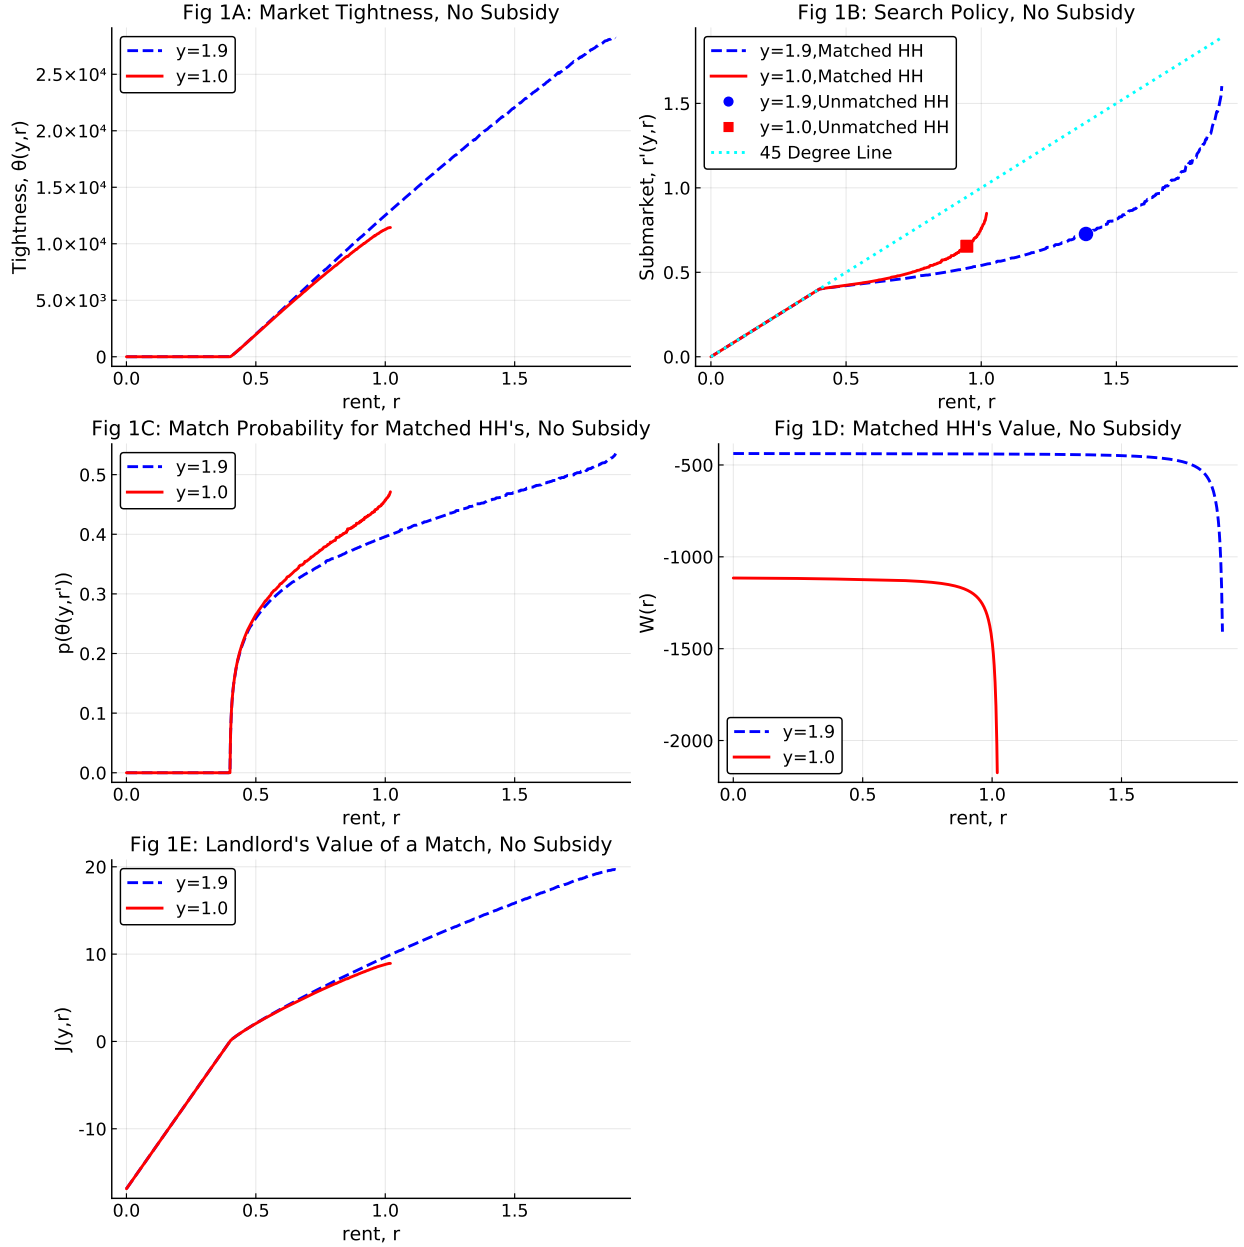 Fig 1A: Market Tightness, No Subsidy
y=1.9
y=1.0
2.5×10⁴
2.0×10⁴
1.5×10⁴
1.0×10⁴
5.0×10³
0
Tightness, θ(y,r)
0.0 0.5 1.0 1.5
rent, r
Fig 1B: Search Policy, No Subsidy
y=1.9,Matched HH
y=1.0,Matched HH
y=1.9,Unmatched HH
y=1.0,Unmatched HH
45 Degree Line
1.5
1.0
0.5
0.0
Submarket, r'(y,r)
0.0 0.5 1.0 1.5
rent, r
Fig 1C: Match Probability for Matched HH's, No Subsidy
y=1.9
y=1.0
0.5
0.4
0.3
0.2
0.1
0.0
p(θ(y,r'))
0.0 0.5 1.0 1.5
rent, r
Fig 1D: Matched HH's Value, No Subsidy
-500
-1000
-1500
-2000
W(r)
y=1.9
y=1.0
0.0 0.5 1.0 1.5
rent, r
Fig 1E: Landlord's Value of a Match, No Subsidy
y=1.9
y=1.0
20
10
0
-10
J(y,r)
0.0 0.5 1.0 1.5
rent, r